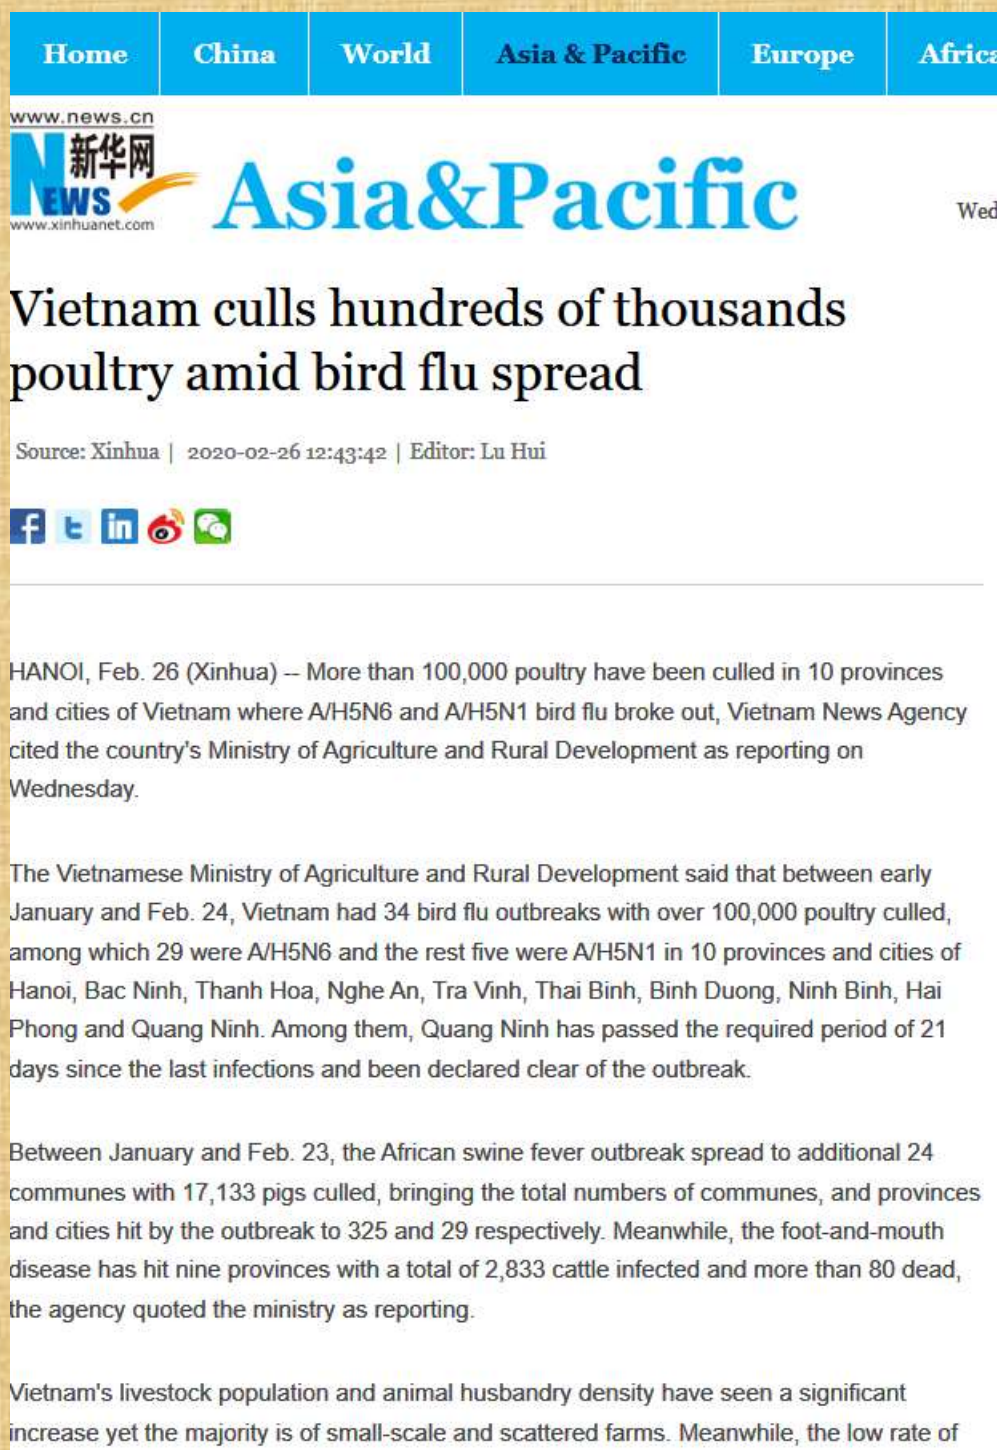 Home China World Asia & Pacific Europe Africa
www.news.cn
新华网
NEWS
www.xinhuanet.com
Asia&Pacific
Wed
Vietnam culls hundreds of thousands
poultry amid bird flu spread
Source: Xinhua | 2020-02-26 12:43:42 | Editor: Lu Hui
HANOI, Feb. 26 (Xinhua) -- More than 100,000 poultry have been culled in 10 provinces
and cities of Vietnam where A/H5N6 and A/H5N1 bird flu broke out, Vietnam News Agency
cited the country's Ministry of Agriculture and Rural Development as reporting on
Wednesday.
The Vietnamese Ministry of Agriculture and Rural Development said that between early
January and Feb. 24, Vietnam had 34 bird flu outbreaks with over 100,000 poultry culled,
among which 29 were A/H5N6 and the rest five were A/H5N1 in 10 provinces and cities of
Hanoi, Bac Ninh, Thanh Hoa, Nghe An, Tra Vinh, Thai Binh, Binh Duong, Ninh Binh, Hai
Phong and Quang Ninh. Among them, Quang Ninh has passed the required period of 21
days since the last infections and been declared clear of the outbreak.
Between January and Feb. 23, the African swine fever outbreak spread to additional 24
communes with 17,133 pigs culled, bringing the total numbers of communes, and provinces
and cities hit by the outbreak to 325 and 29 respectively. Meanwhile, the foot-and-mouth
disease has hit nine provinces with a total of 2,833 cattle infected and more than 80 dead,
the agency quoted the ministry as reporting.
Vietnam's livestock population and animal husbandry density have seen a significant
increase yet the majority is of small-scale and scattered farms. Meanwhile, the low rate of